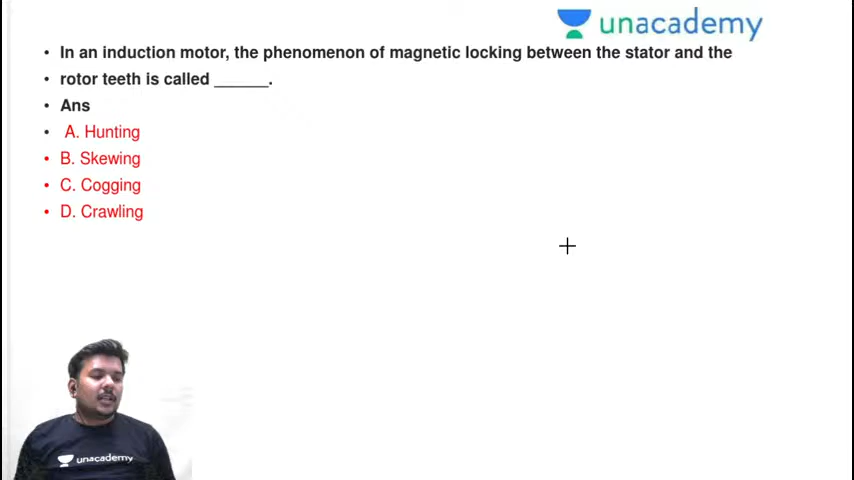 unacademy
• In an induction motor, the phenomenon of magnetic locking between the stator and the
• rotor teeth is called ______.
• Ans
• A. Hunting
• B. Skewing
• C. Cogging
• D. Crawling
unacademy